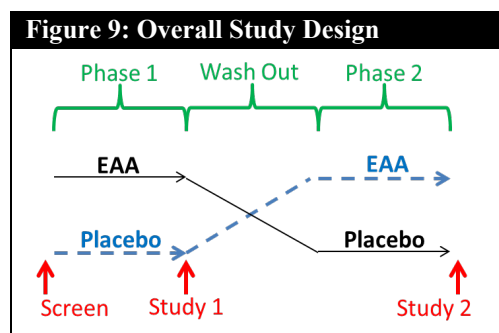 Figure 9: Overall Study Design
Phase 1 Wash Out Phase 2
EAA EAA
Placebo Placebo
Screen Study 1 Study 2